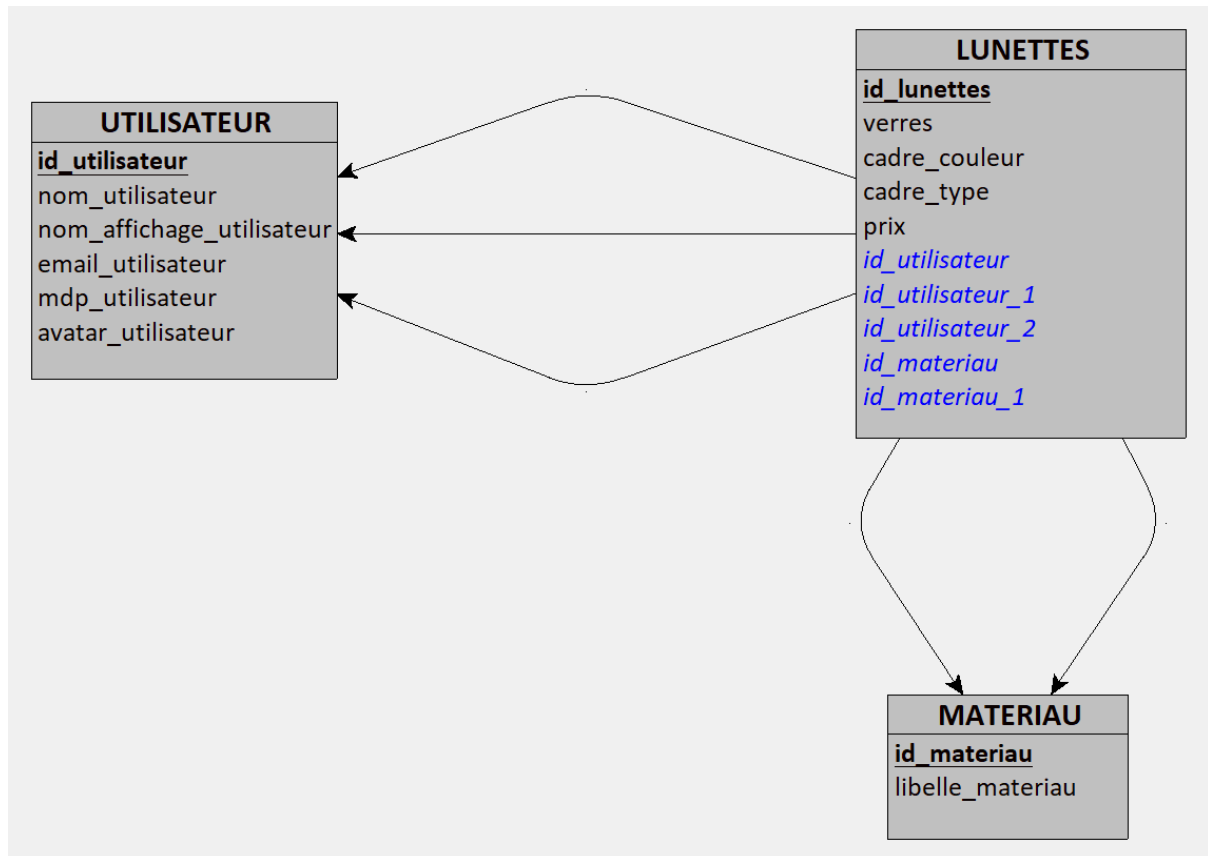 UTILISATEUR
id_utilisateur
nom_utilisateur
nom_affichage_utilisateur
email_utilisateur
mdp_utilisateur
avatar_utilisateur
LUNETTES
id_lunettes
verres
cadre_couleur
cadre_type
prix
id_utilisateur
id_utilisateur_1
id_utilisateur_2
id_materiau
id_materiau_1
MATERIAU
id_materiau
libelle_materiau